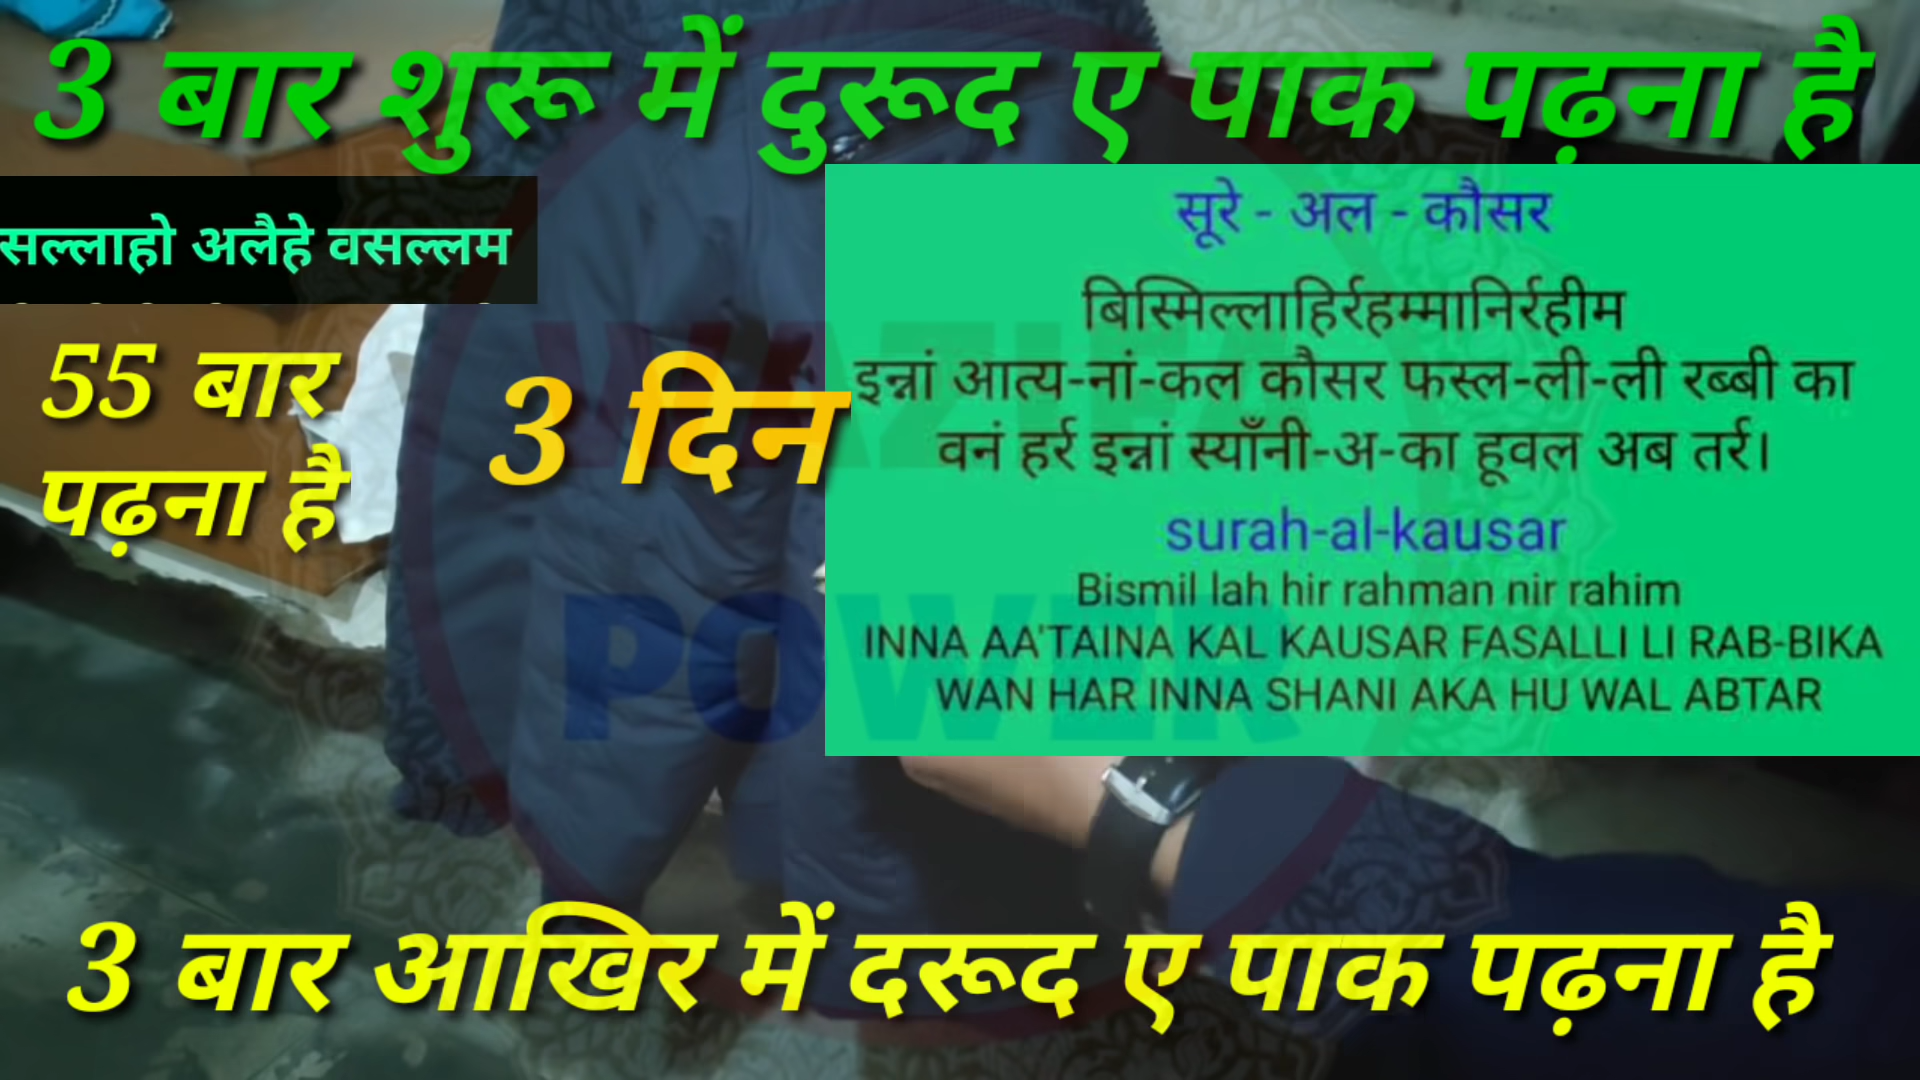 3 बार शुरू में दुरूद ए पाक पढ़ना है
सल्लाहो अलैहे वसल्लम
55 बार
पढ़ना है
3 दिन
सूरे - अल - कौसर
बिस्मिल्लाहिर्रहम्मानिर्रहीम
इन्नां आत्य-नां-कल कौसर फस्ल-ली-ली रब्बी का
वनं हर्र इन्नां स्याँनी-अ-का हूवल अब तर्र।
surah-al-kausar
Bismil lah hir rahman nir rahim
INNA AA'TAINA KAL KAUSAR FASALLI LI RAB-BIKA
WAN HAR INNA SHANI AKA HU WAL ABTAR
WAZIFA
POWER
3 बार आखिर में दरूद ए पाक पढ़ना है